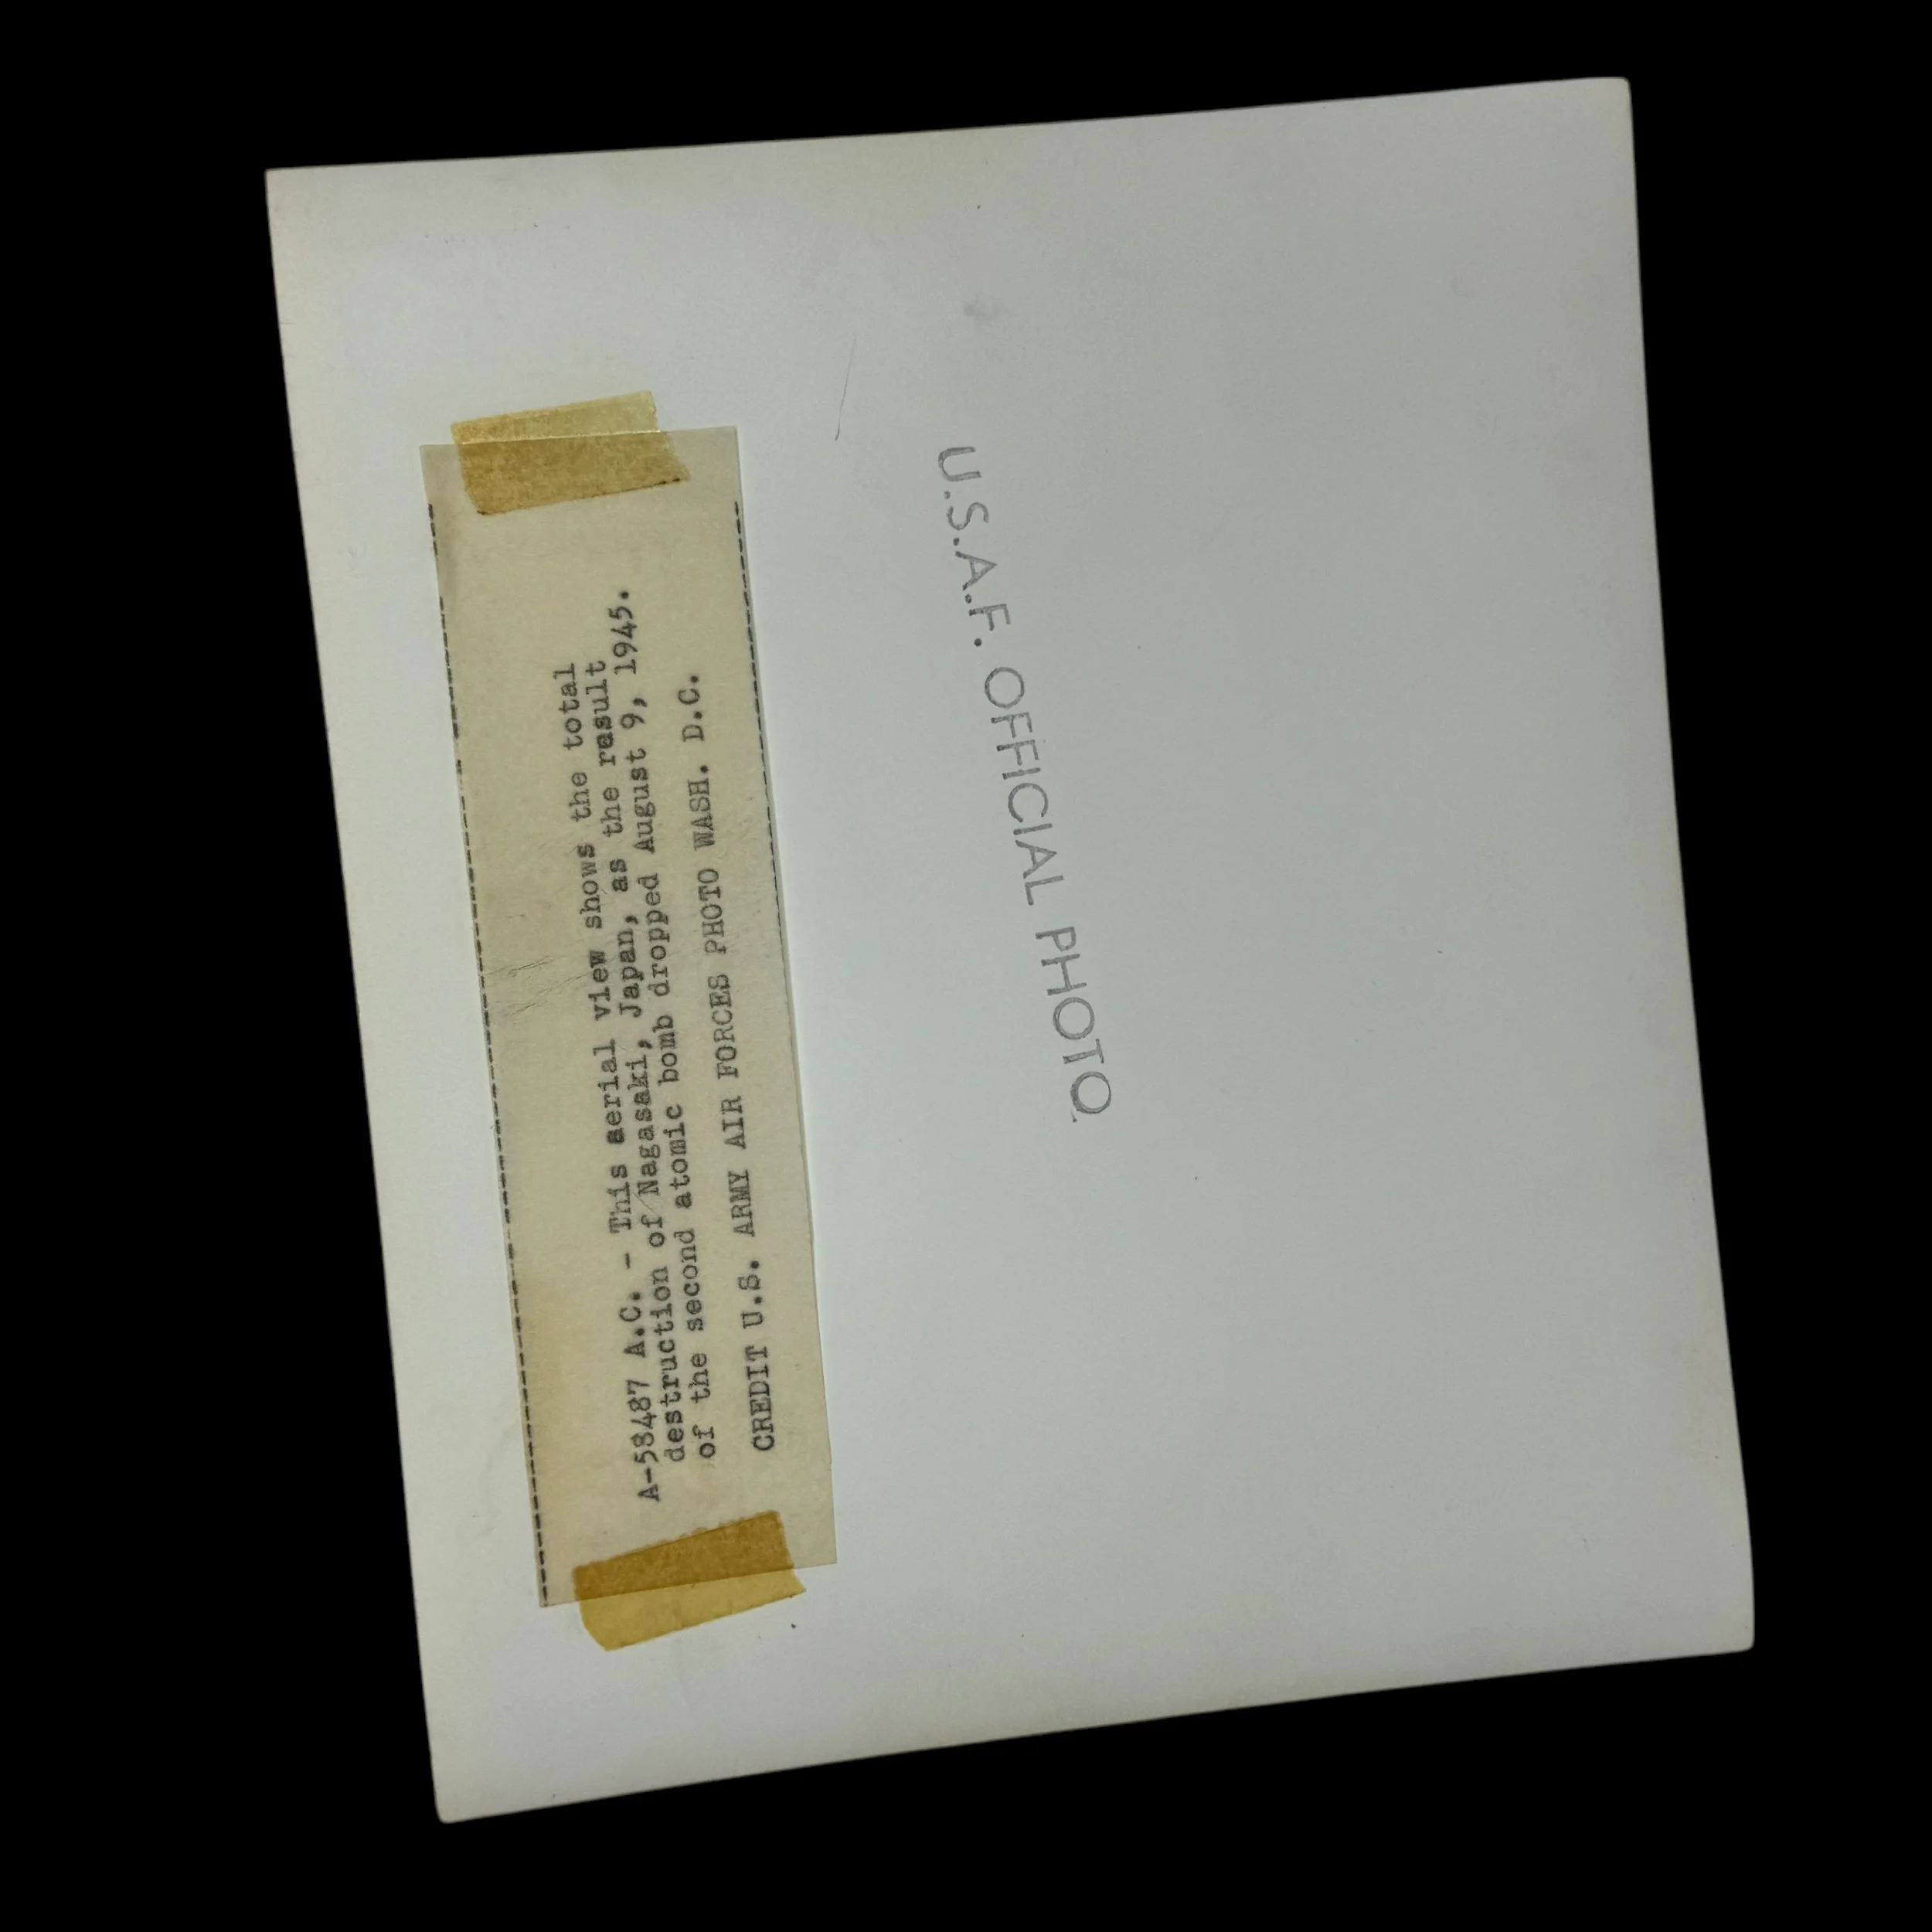 A-58487 A.C. - This aerial view shows the total
destruction of Nagasaki, Japan, as the result
of the second atomic bomb dropped August 9, 1945.
CREDIT U.S. ARMY AIR FORCES PHOTO WASH. D.C.
U.S.A.F. OFFICIAL PHOTO